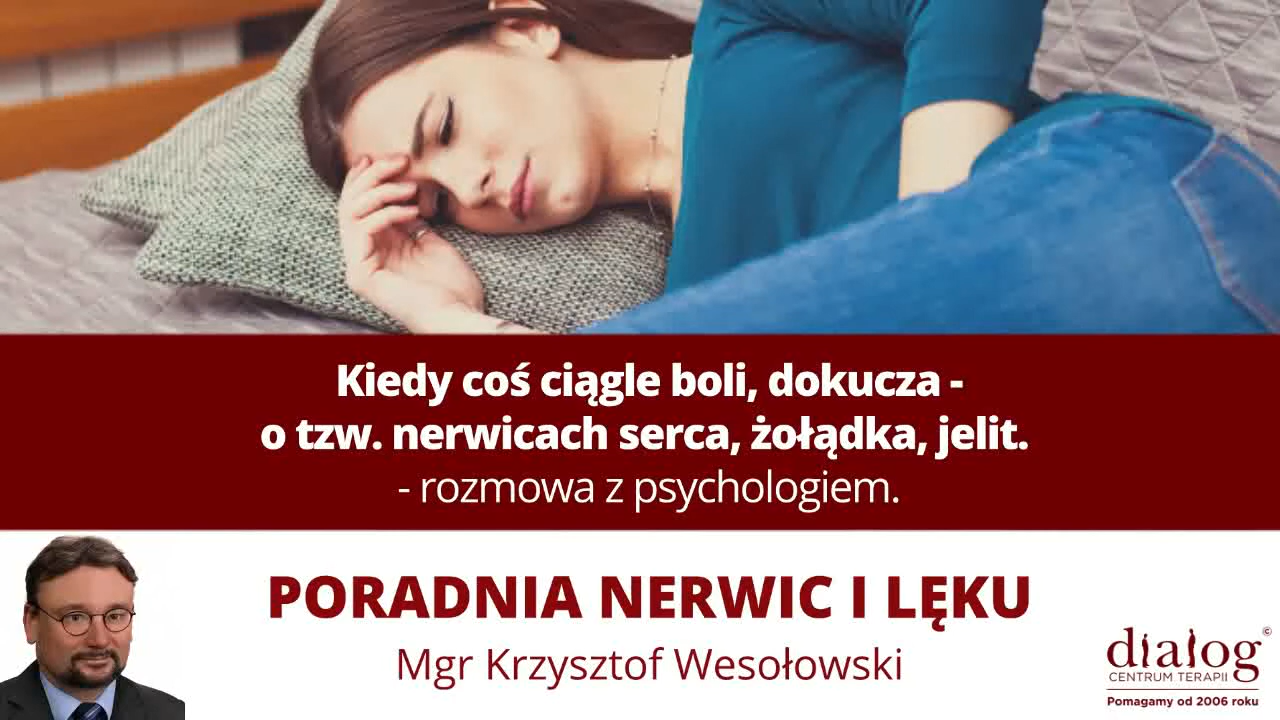 Kiedy coś ciągle boli, dokucza -
o tzw. nerwicach serca, żołądka, jelit.
- rozmowa z psychologiem.
PORADNIA NERWIC I LĘKU
Mgr Krzysztof Wesołowski
dialog©
CENTRUM TERAPII
Pomagamy od 2006 roku